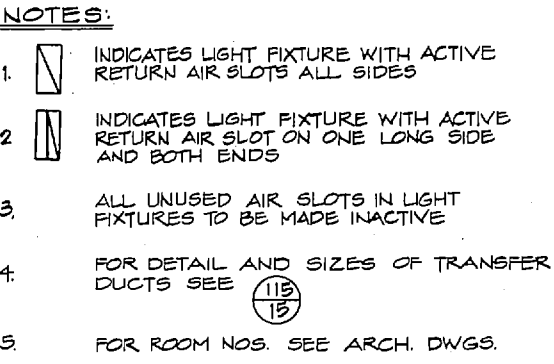 NOTES:
1. INDICATES LIGHT FIXTURE WITH ACTIVE
RETURN AIR SLOTS ALL SIDES
2 INDICATES LIGHT FIXTURE WITH ACTIVE
RETURN AIR SLOT ON ONE LONG SIDE
AND BOTH ENDS
3. ALL UNUSED AIR SLOTS IN LIGHT
FIXTURES TO BE MADE INACTIVE
4. FOR DETAIL AND SIZES OF TRANSFER
DUCTS SEE 115
15
5. FOR ROOM NOS. SEE ARCH. DWGS.